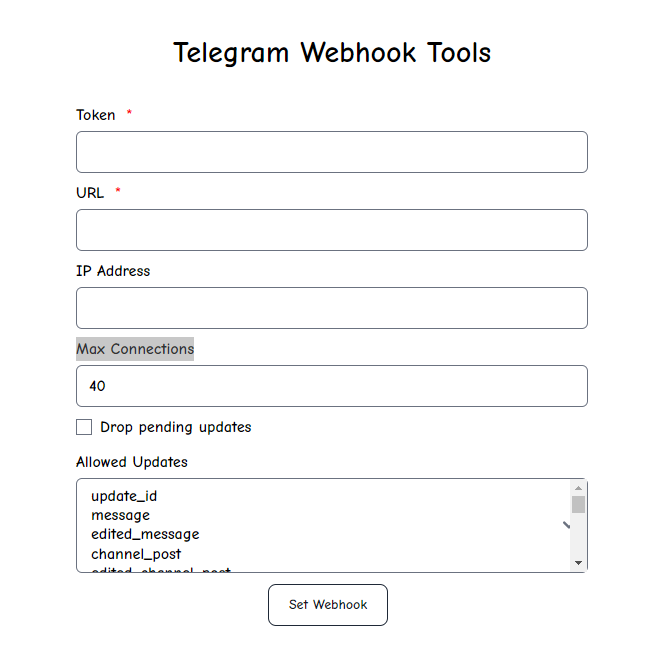 Telegram Webhook Tools
Token *
URL *
IP Address
Max Connections
40
Drop pending updates
Allowed Updates
update_id
message
edited_message
channel_post
edited_channel_post
Set Webhook